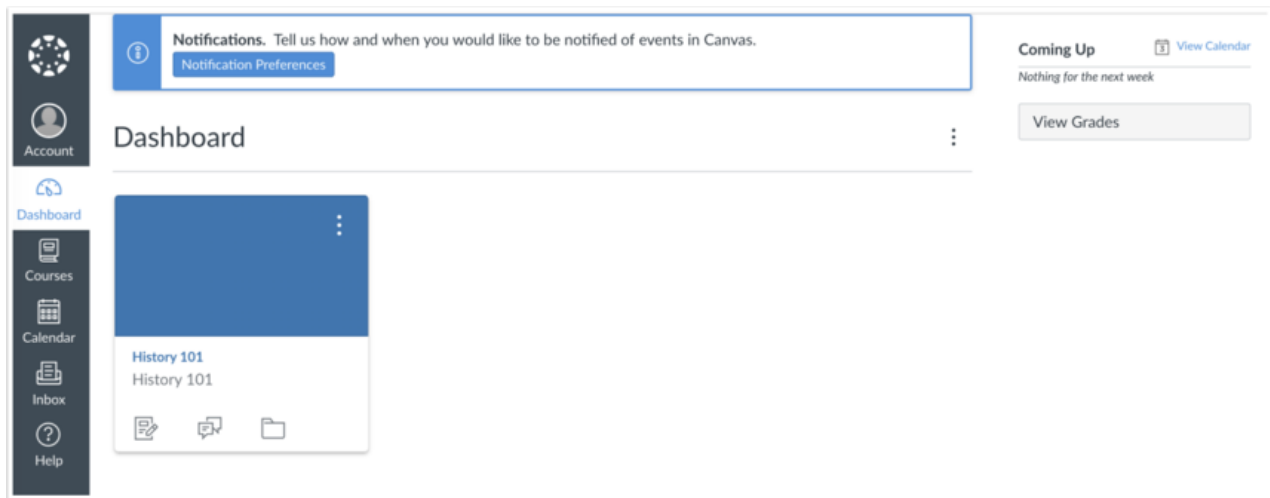 Account
Dashboard
Courses
Calendar
Inbox
Help
Notifications. Tell us how and when you would like to be notified of events in Canvas.
Notification Preferences
Dashboard
History 101
History 101
Coming Up
View Calendar
Nothing for the next week
View Grades